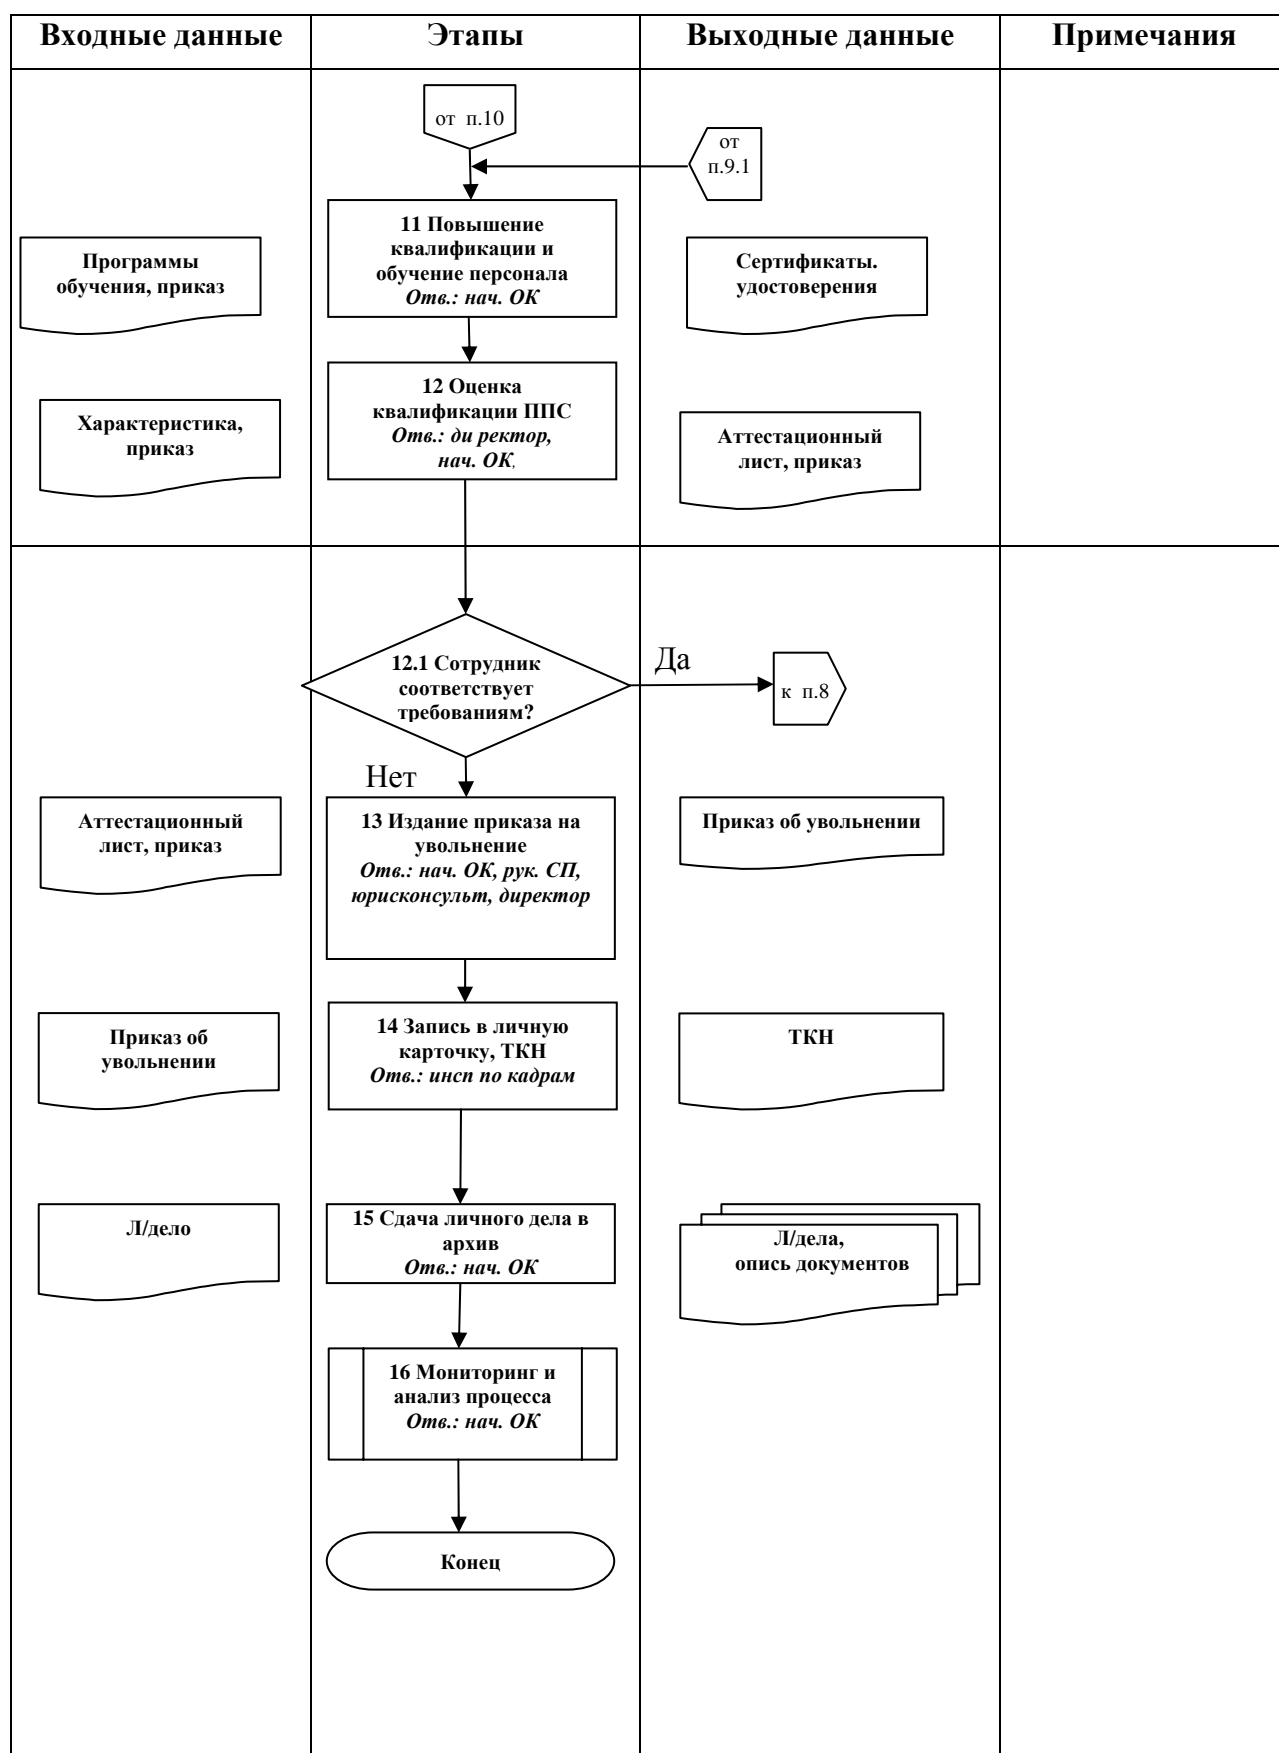 Входные данные
Этапы
Выходные данные
Примечания
от п.10
от
п.9.1
11 Повышение
квалификации и
обучение персонала
Отв.: нач. ОК
Программы
обучения, приказ
Сертификаты.
удостоверения
12 Оценка
квалификации ППС
Отв.: ди ректор,
нач. ОК,
Характеристика,
приказ
Аттестационный
лист, приказ
12.1 Сотрудник
соответствует
требованиям?
Да
к п.8
Нет
Аттестационный
лист, приказ
13 Издание приказа на
увольнение
Отв.: нач. ОК, рук. СП,
юрисконсульт, директор
Приказ об увольнении
Приказ об
увольнении
14 Запись в личную
карточку, ТКН
Отв.: инсп по кадрам
ТКН
Л/дело
15 Сдача личного дела в
архив
Отв.: нач. ОК
Л/дела,
опись документов
16 Мониторинг и
анализ процесса
Отв.: нач. ОК
Конец